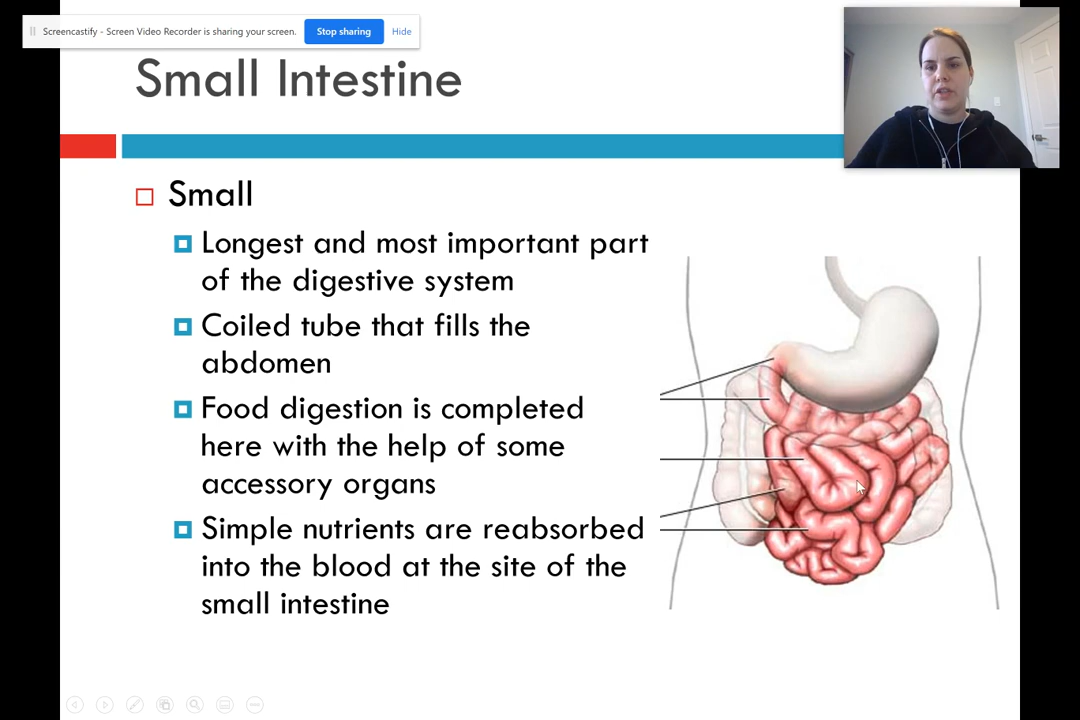 Screencastify - Screen Video Recorder is sharing your screen.
Stop sharing
Hide
Small Intestine
Small
Longest and most important part
of the digestive system
Coiled tube that fills the
abdomen
Food digestion is completed
here with the help of some
accessory organs
Simple nutrients are reabsorbed
into the blood at the site of the
small intestine